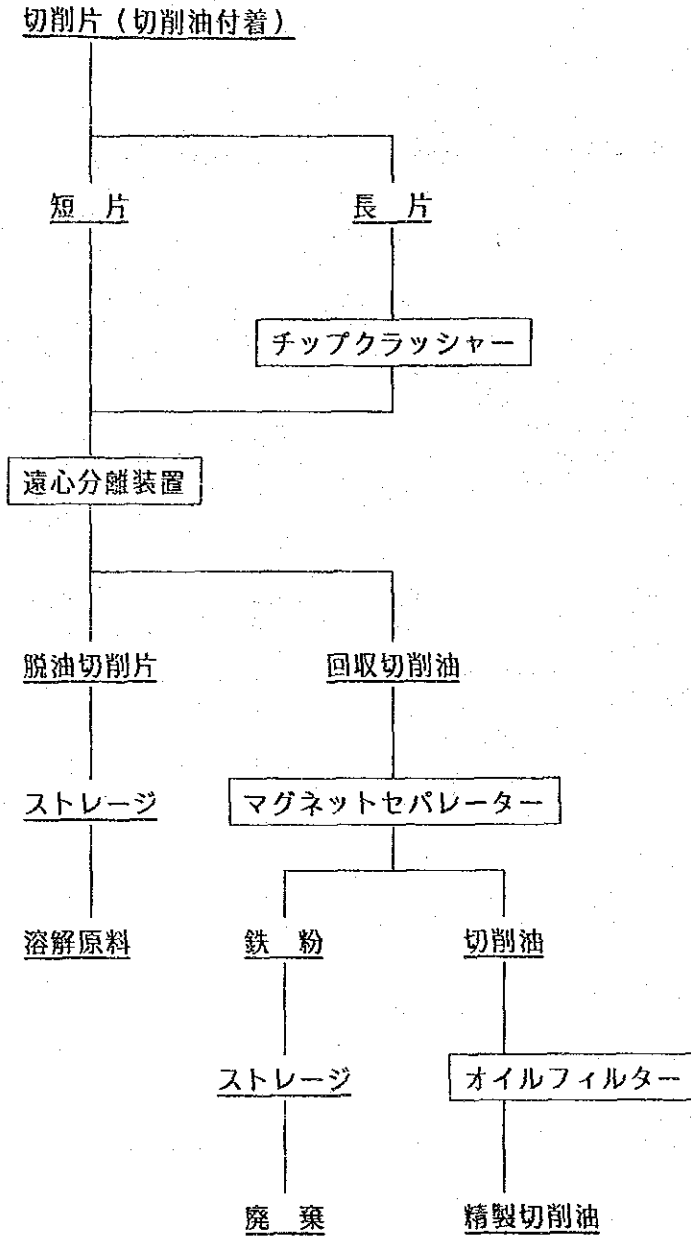 切削片（切削油付着）
短　片
長　片
チップクラッシャー
遠心分離装置
脱油切削片
回収切削油
ストレージ
マグネットセパレーター
溶解原料
鉄　粉
切削油
ストレージ
オイルフィルター
廃　棄
精製切削油